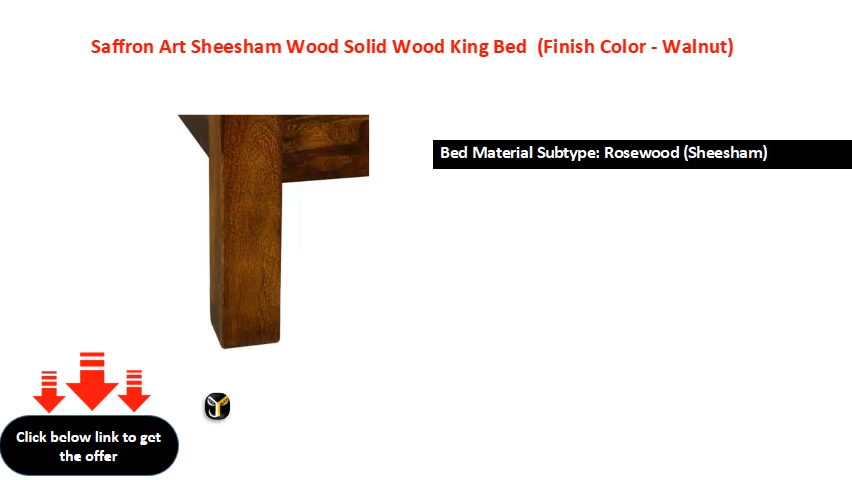 Saffron Art Sheesham Wood Solid Wood King Bed  (Finish Color - Walnut)
Bed Material Subtype: Rosewood (Sheesham)
Click below link to get
the offer